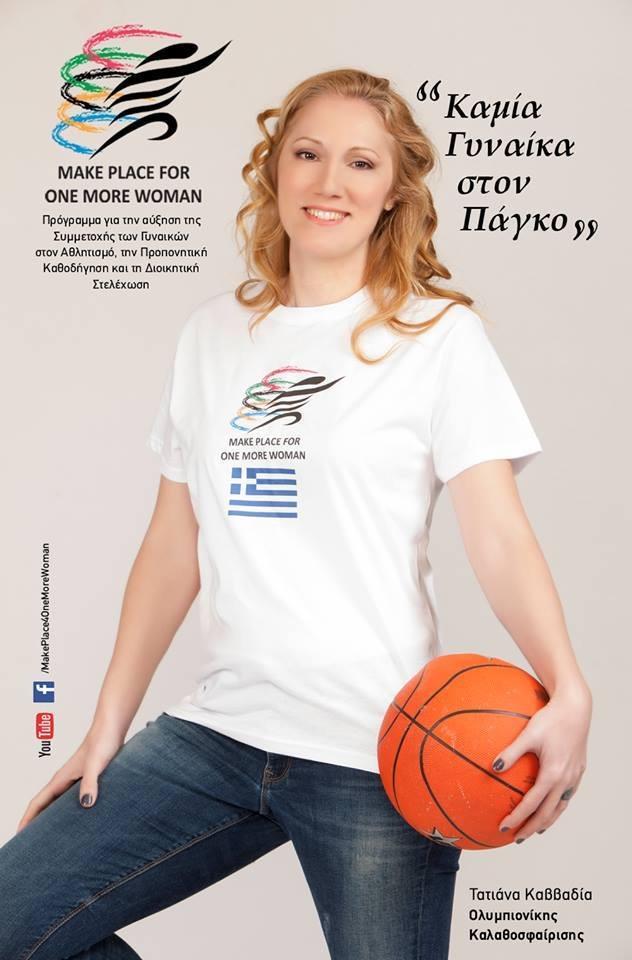 MAKE PLACE FOR
ONE MORE WOMAN
Πρόγραμμα για την αύξηση της
Συμμετοχής των Γυναικών
στον Αθλητισμό, την Προπονητική
Καθοδήγηση και τη Διοικητική
Στελέχωση
“Καμία
Γυναίκα
στον
Πάγκο”
MAKE PLACE FOR
ONE MORE WOMAN
YouTube f /MakePlace4OneMoreWoman
Τατιάνα Καββαδία
Ολυμπιονίκης
Καλαθοσφαίρισης